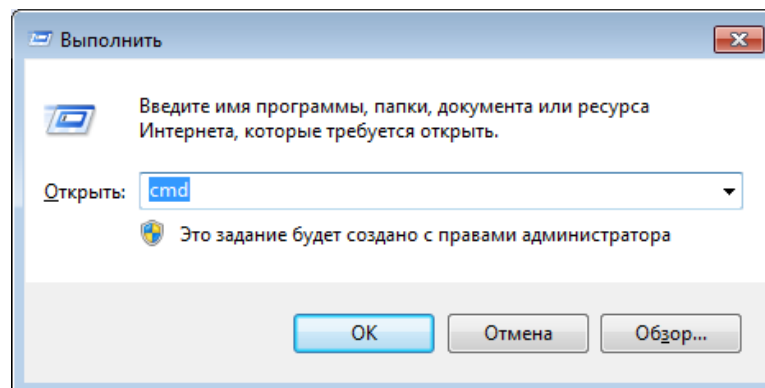 Выполнить
Введите имя программы, папки, документа или ресурса
Интернета, которые требуется открыть.
Открыть: cmd
Это задание будет создано с правами администратора
ОК Отмена Обзор...